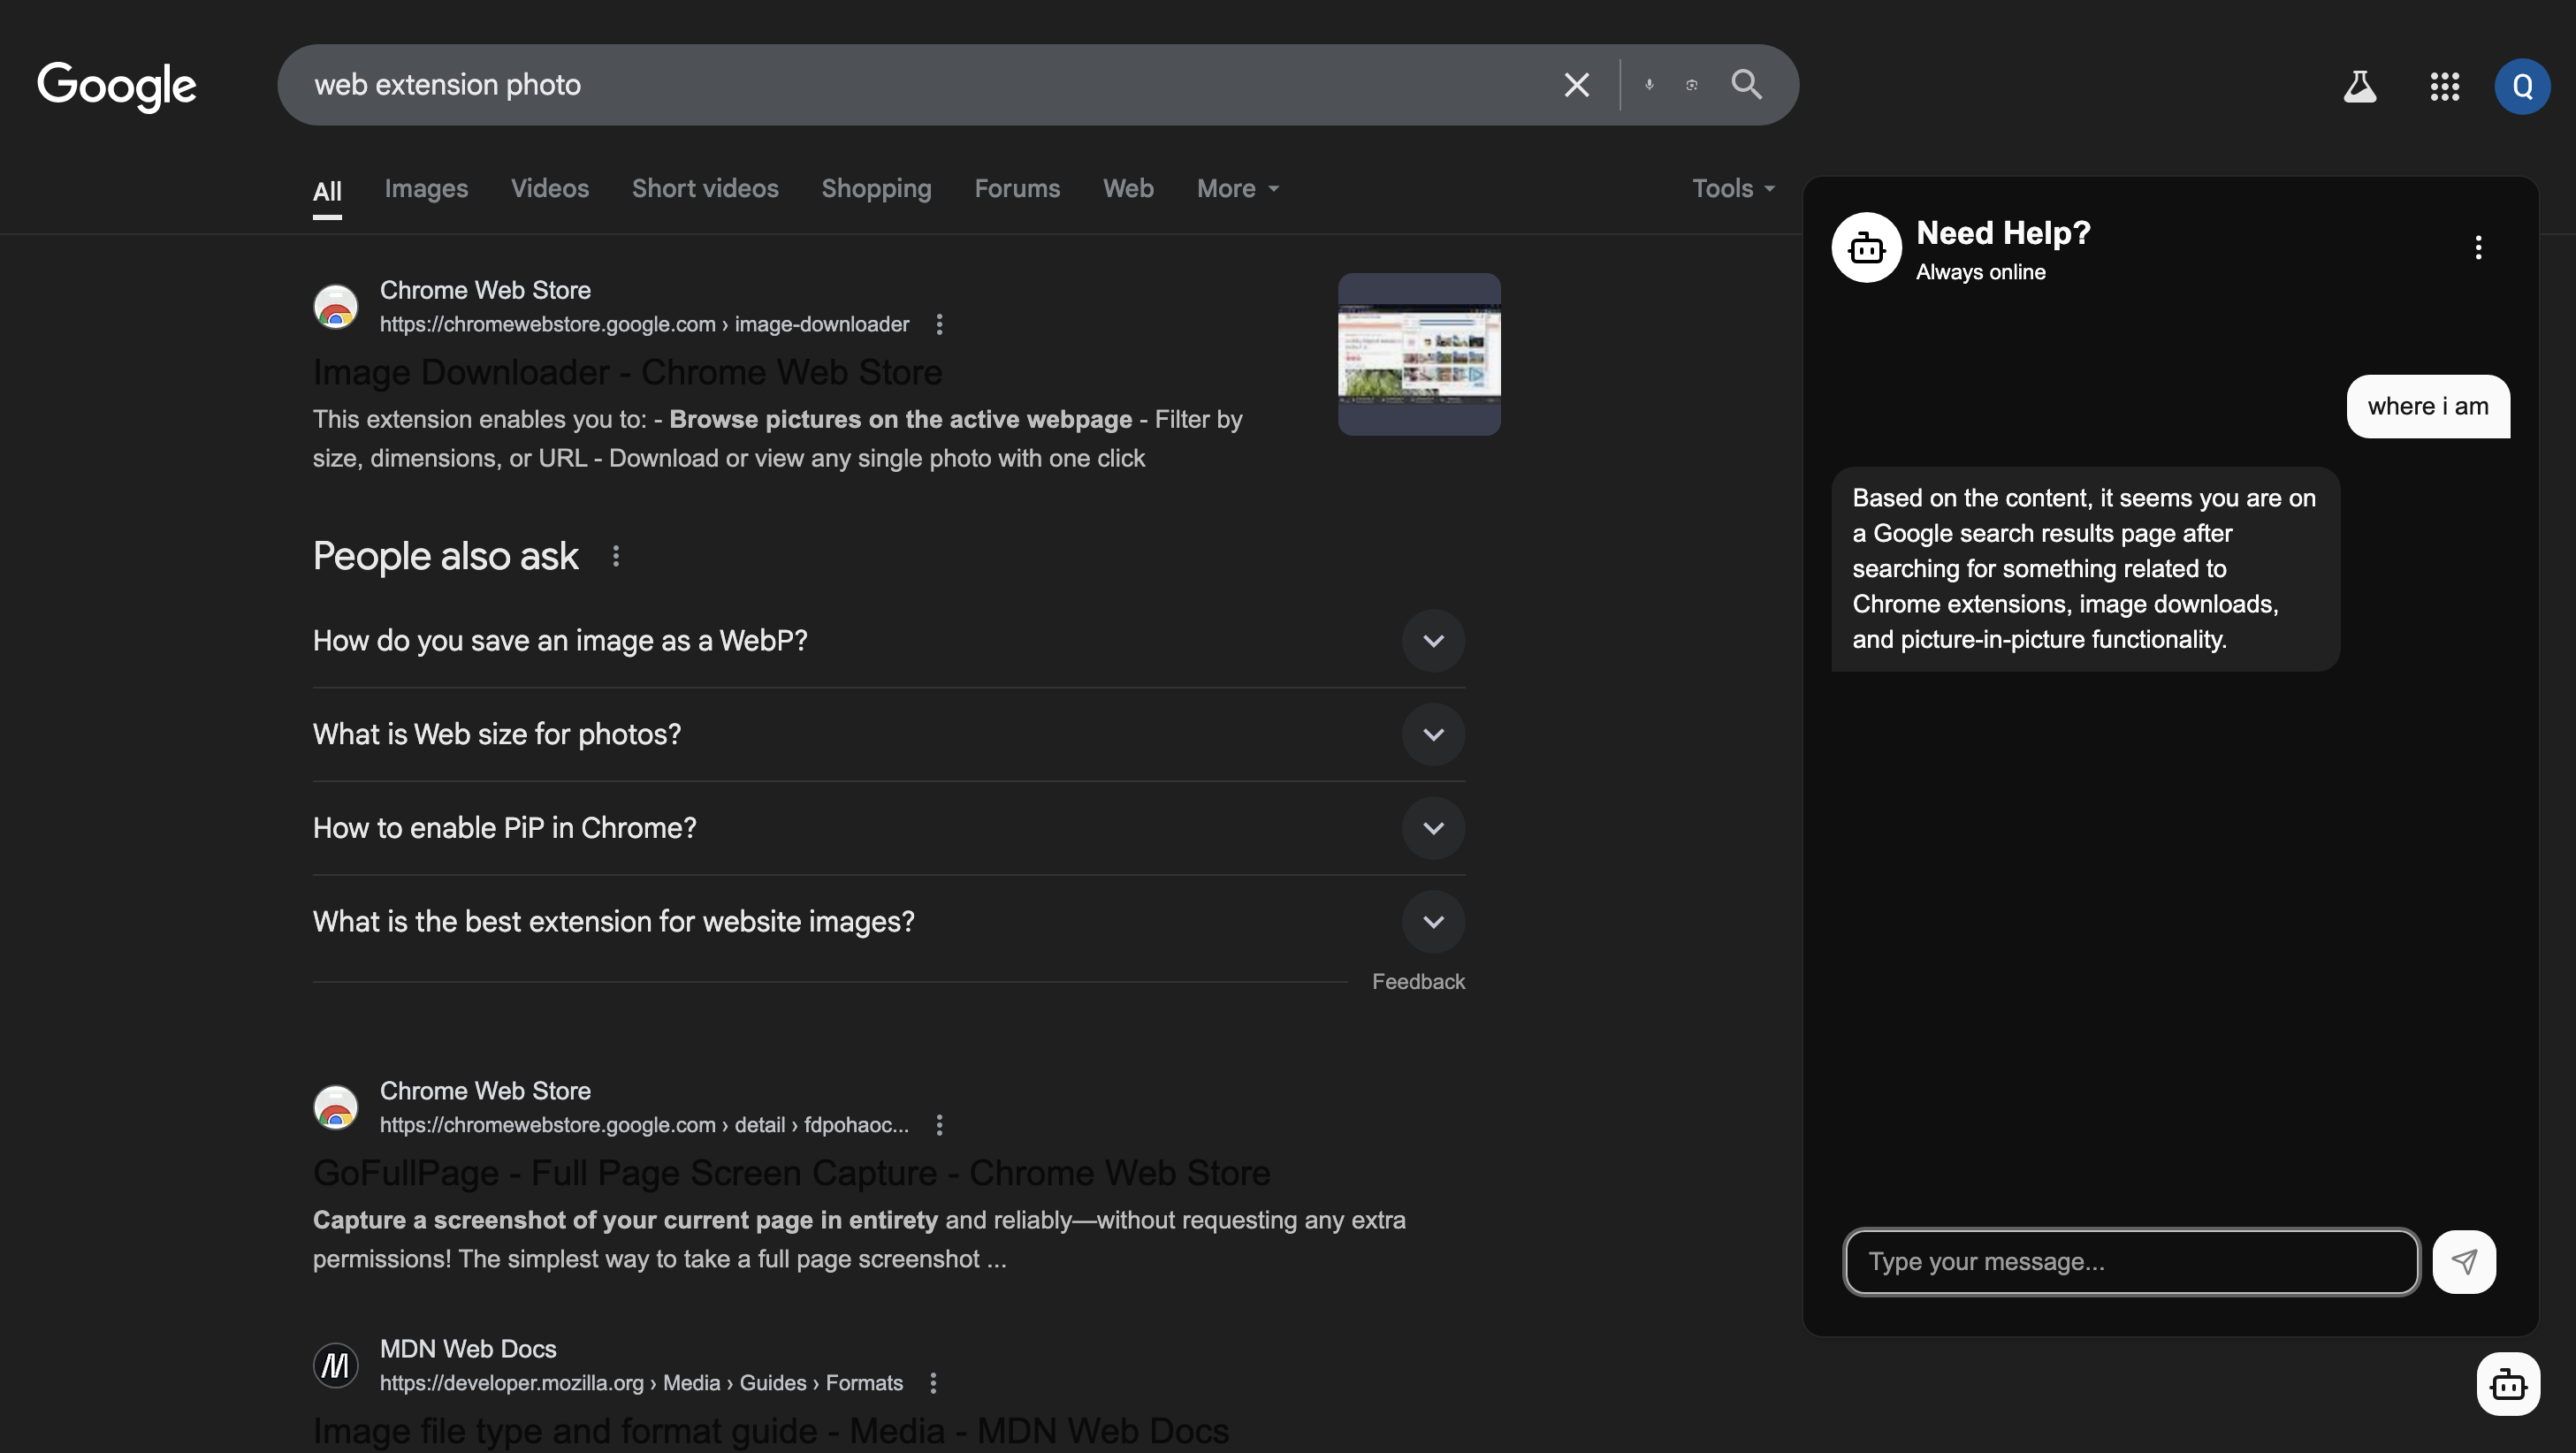 Google
web extension photo
Q
All Images Videos Short videos Shopping Forums Web More Tools
Chrome Web Store
https://chromewebstore.google.com › image-downloader
Image Downloader - Chrome Web Store
This extension enables you to: - Browse pictures on the active webpage - Filter by
size, dimensions, or URL - Download or view any single photo with one click
People also ask
How do you save an image as a WebP?
What is Web size for photos?
How to enable PiP in Chrome?
What is the best extension for website images?
Feedback
Chrome Web Store
https://chromewebstore.google.com › detail › fdpohaoc...
GoFullPage - Full Page Screen Capture - Chrome Web Store
Capture a screenshot of your current page in entirety and reliably—without requesting any extra
permissions! The simplest way to take a full page screenshot ...
MDN Web Docs
https://developer.mozilla.org › Media › Guides › Formats
Image file type and format guide - Media - MDN Web Docs
Need Help?
Always online
where i am
Based on the content, it seems you are on
a Google search results page after
searching for something related to
Chrome extensions, image downloads,
and picture-in-picture functionality.
Type your message...